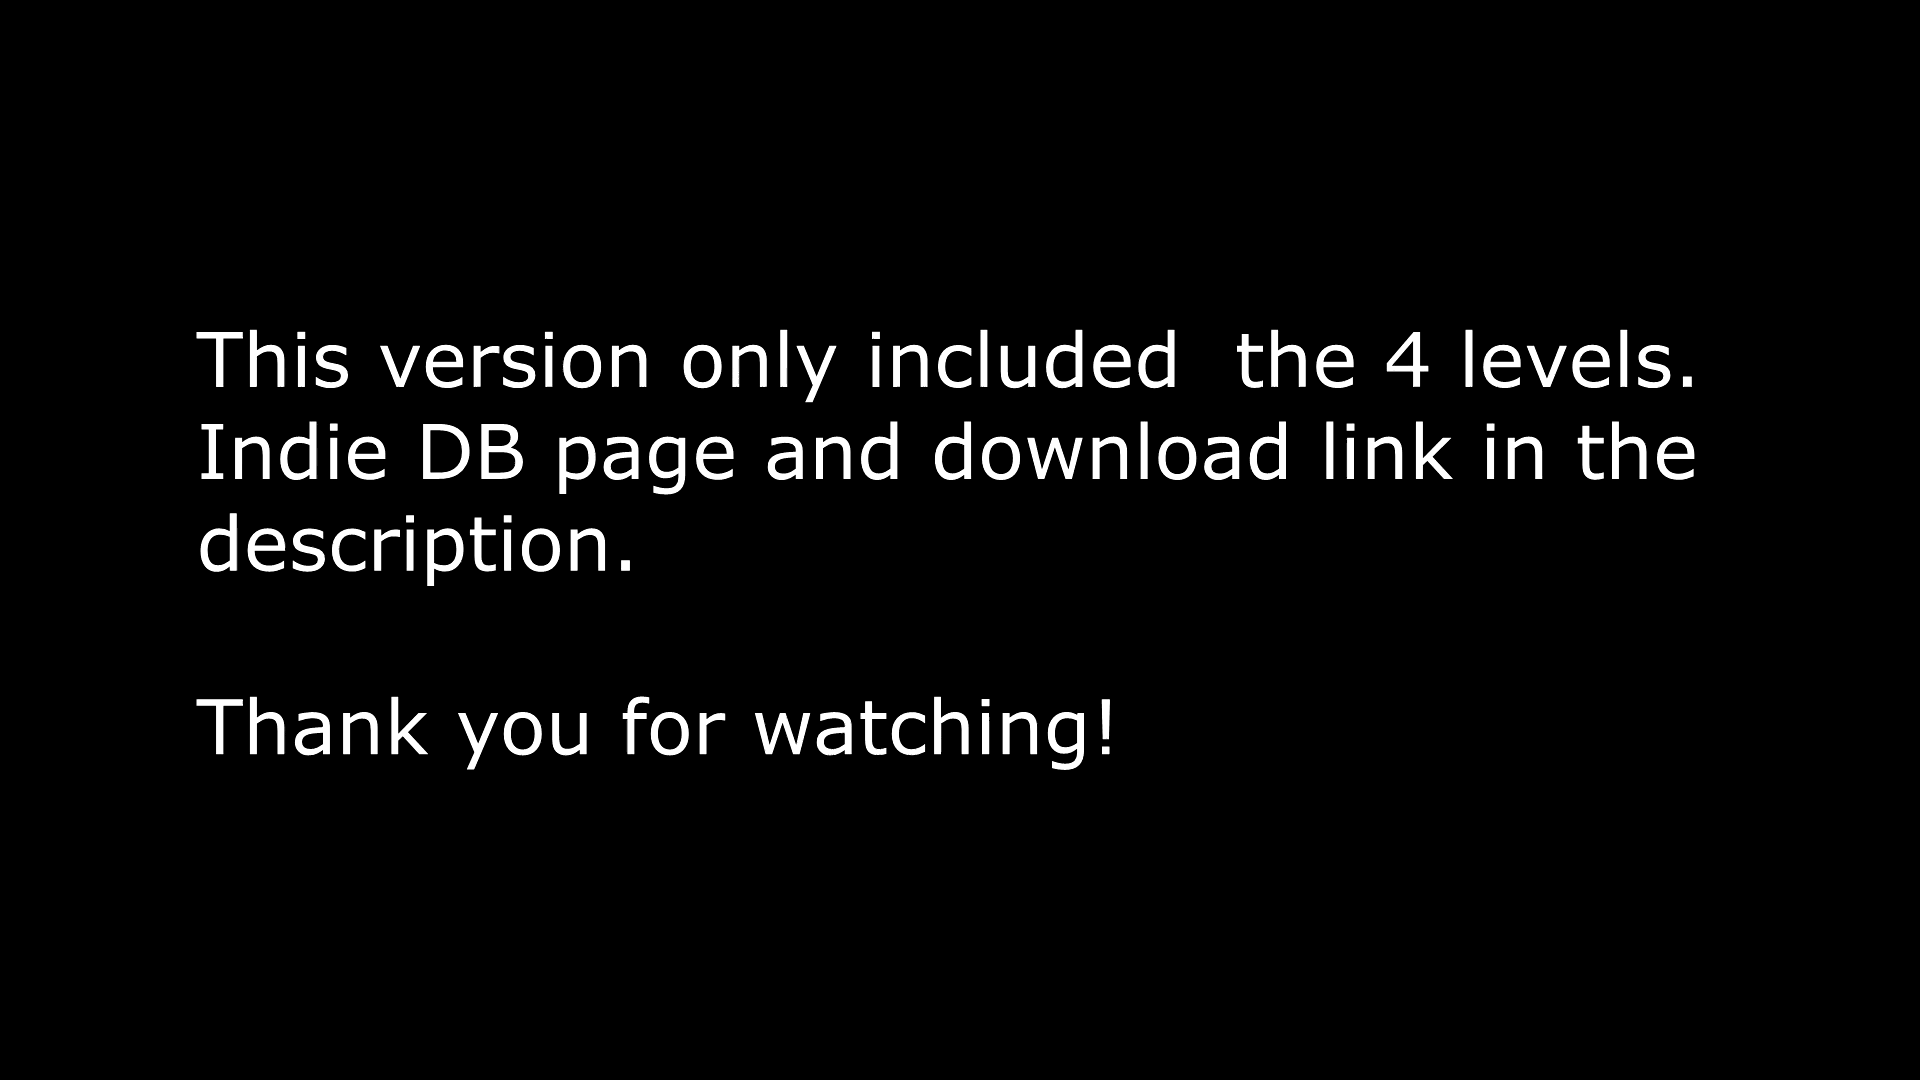 This version only included  the 4 levels.
Indie DB page and download link in the
description.
Thank you for watching!